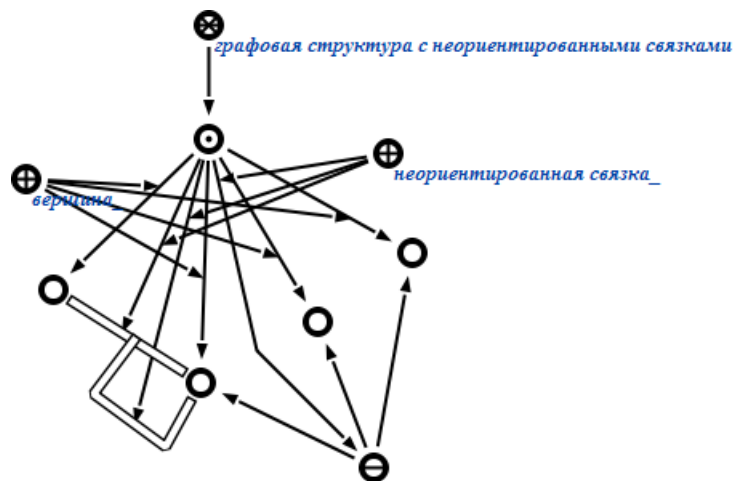 графовая структура с неориентированными связками
неориентированная связка_
вершина_